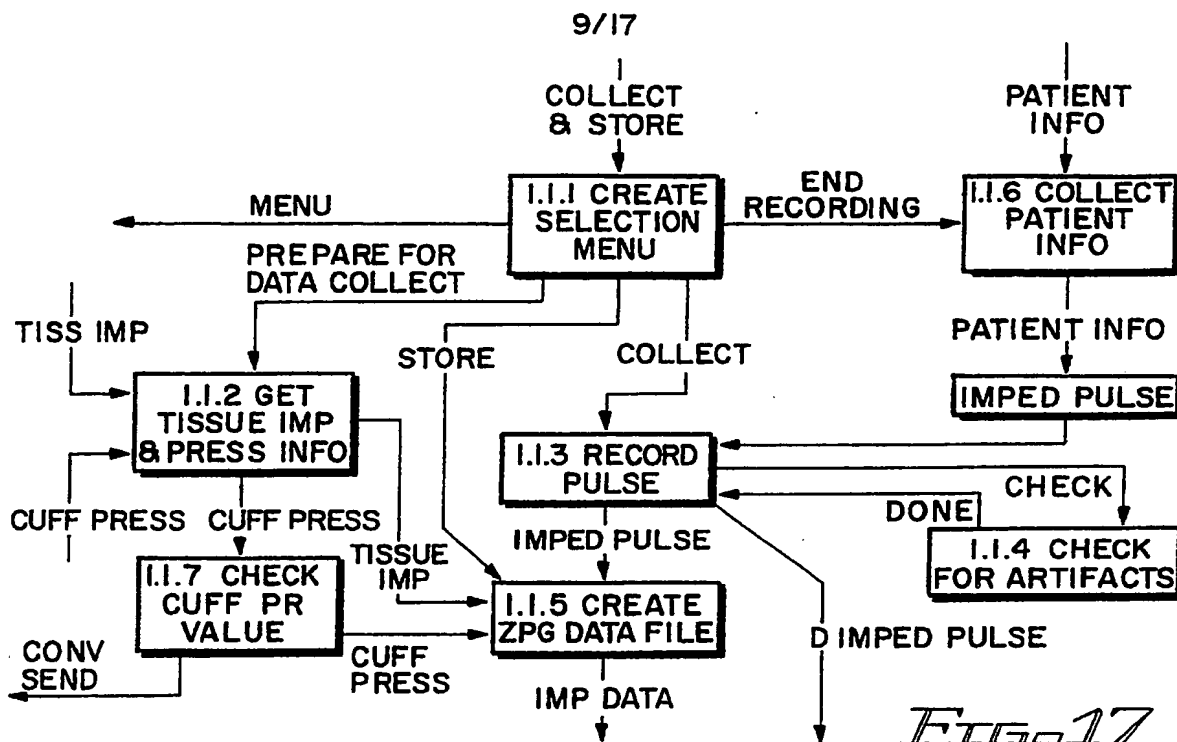 9/17
COLLECT
& STORE
PATIENT
INFO
MENU
1.1.1 CREATE
SELECTION
MENU
END
RECORDING
1.1.6 COLLECT
PATIENT
INFO
PREPARE FOR
DATA COLLECT
TISS IMP
STORE
COLLECT
PATIENT INFO
1.1.2 GET
TISSUE IMP
& PRESS INFO
IMPED PULSE
1.1.3 RECORD
PULSE
CHECK
DONE
CUFF PRESS
CUFF PRESS
TISSUE
IMP
IMPED PULSE
1.1.4 CHECK
FOR ARTIFACTS
1.1.7 CHECK
CUFF PR
VALUE
1.1.5 CREATE
ZPG DATA FILE
D IMPED PULSE
CONV
SEND
CUFF
PRESS
IMP DATA
FIG. 17